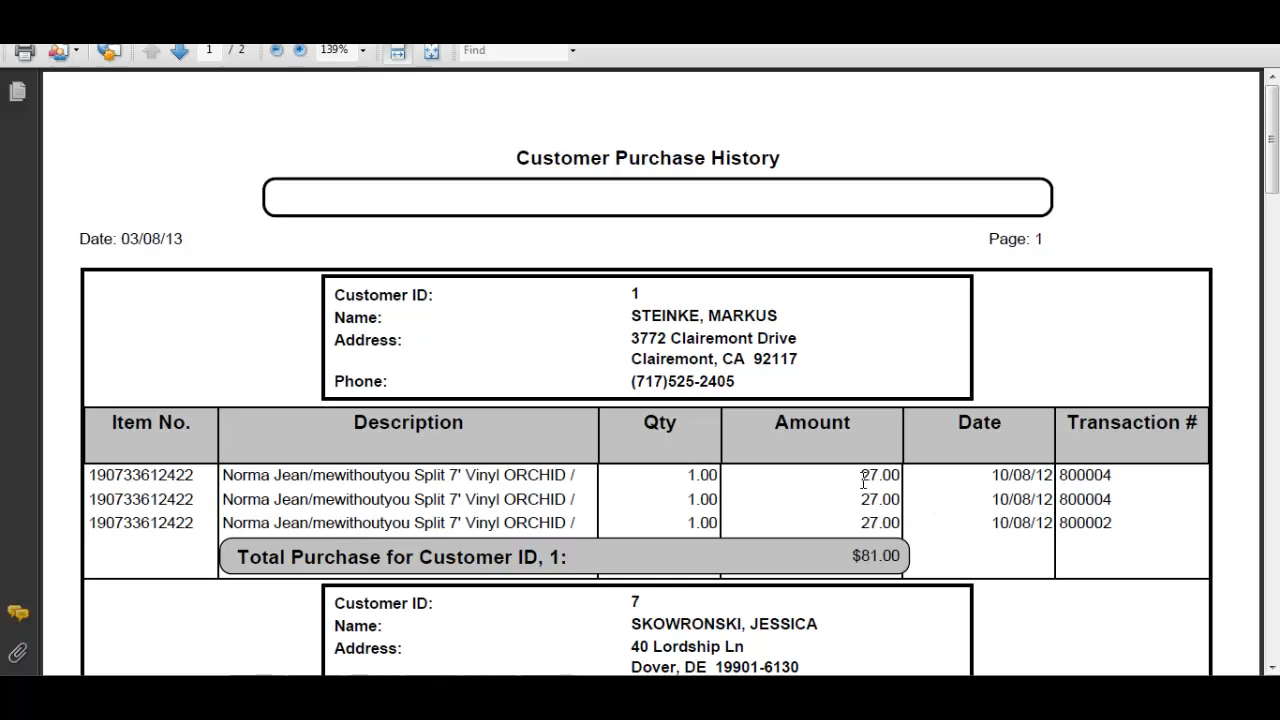 1 / 2 139% Find
Customer Purchase History
Date: 03/08/13 Page: 1
Customer ID: 1
Name: STEINKE, MARKUS
Address: 3772 Clairemont Drive
Clairemont, CA 92117
Phone: (717)525-2405
Item No. Description Qty Amount Date Transaction #
190733612422 Norma Jean/mewithoutyou Split 7' Vinyl ORCHID / 1.00 27.00 10/08/12 800004
190733612422 Norma Jean/mewithoutyou Split 7' Vinyl ORCHID / 1.00 27.00 10/08/12 800004
190733612422 Norma Jean/mewithoutyou Split 7' Vinyl ORCHID / 1.00 27.00 10/08/12 800002
Total Purchase for Customer ID, 1: $81.00
Customer ID: 7
Name: SKOWRONSKI, JESSICA
Address: 40 Lordship Ln
Dover, DE 19901-6130